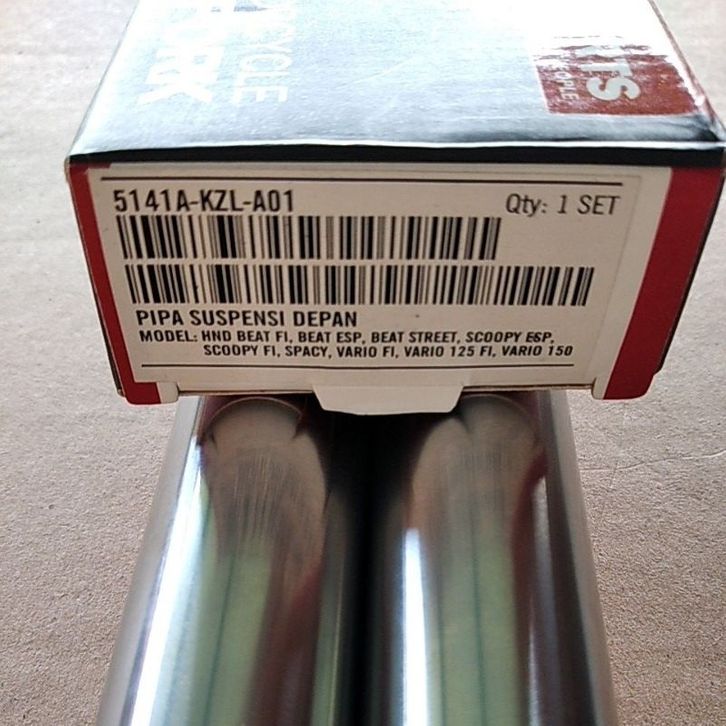 CYCLE
5141A-KZL-A01 Qty: 1 SET
PIPA SUSPENSI DEPAN
MODEL: HND BEAT FI, BEAT ESP, BEAT STREET, SCOOPY ESP,
SCOOPY FI, SPACY, VARIO FI, VARIO 125 FI, VARIO 150